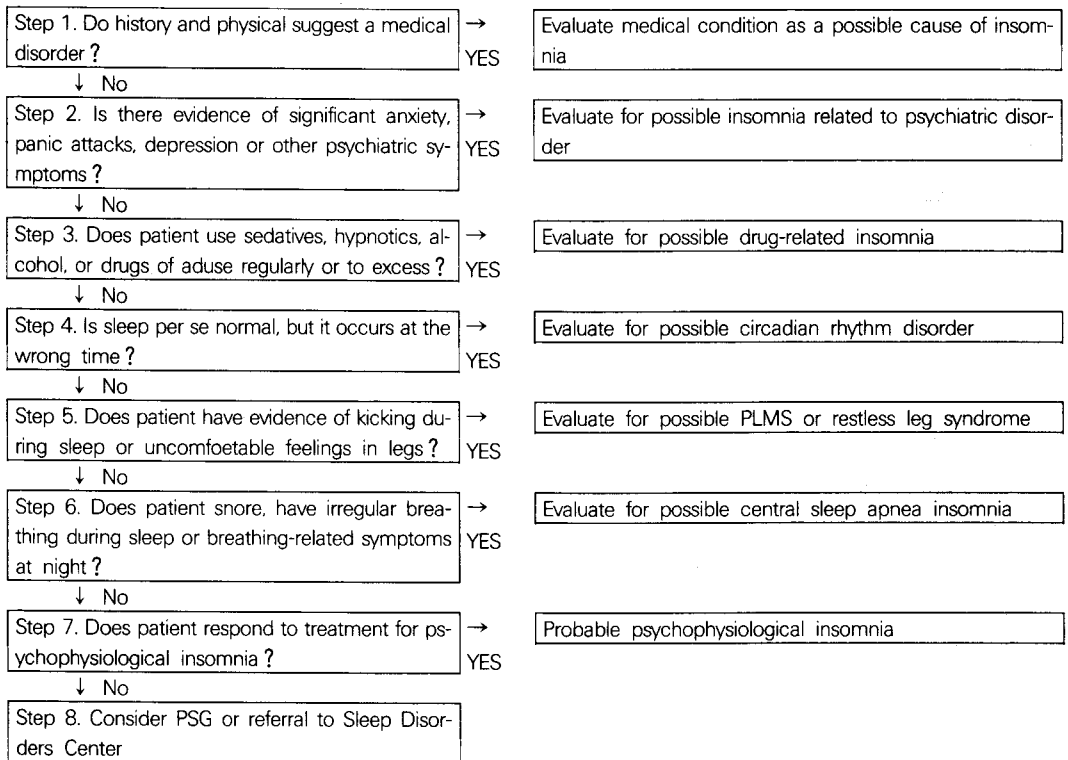 Step 1. Do history and physical suggest a medical
disorder?
→
YES
Evaluate medical condition as a possible cause of insom-
nia
↓ No
Step 2. Is there evidence of significant anxiety,
panic attacks, depression or other psychiatric sy-
mptoms?
→
YES
Evaluate for possible insomnia related to psychiatric disor-
der
↓ No
Step 3. Does patient use sedatives, hypnotics, al-
cohol, or drugs of aduse regularly or to excess?
→
YES
Evaluate for possible drug-related insomnia
↓ No
Step 4. Is sleep per se normal, but it occurs at the
wrong time?
→
YES
Evaluate for possible circadian rhythm disorder
↓ No
Step 5. Does patient have evidence of kicking du-
ring sleep or uncomfoetable feelings in legs?
→
YES
Evaluate for possible PLMS or restless leg syndrome
↓ No
Step 6. Does patient snore, have irregular brea-
thing during sleep or breathing-related symptoms
at night?
→
YES
Evaluate for possible central sleep apnea insomnia
↓ No
Step 7. Does patient respond to treatment for ps-
ychophysiological insomnia?
→
YES
Probable psychophysiological insomnia
↓ No
Step 8. Consider PSG or referral to Sleep Disor-
ders Center